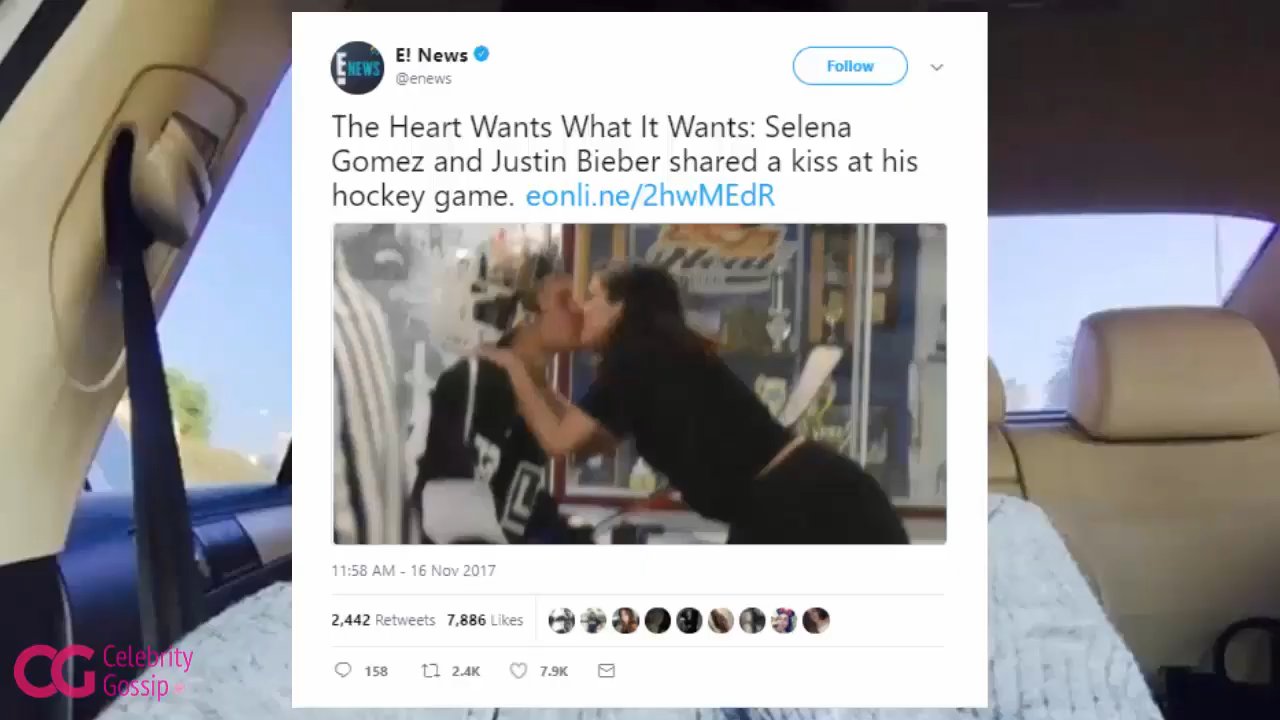 E! News
@enews
Follow
The Heart Wants What It Wants: Selena
Gomez and Justin Bieber shared a kiss at his
hockey game. eonli.ne/2hwMEdR
E NEWS
L
11:58 AM - 16 Nov 2017
2,442 Retweets 7,886 Likes
158 2.4K 7.9K
CG Celebrity
Gossip